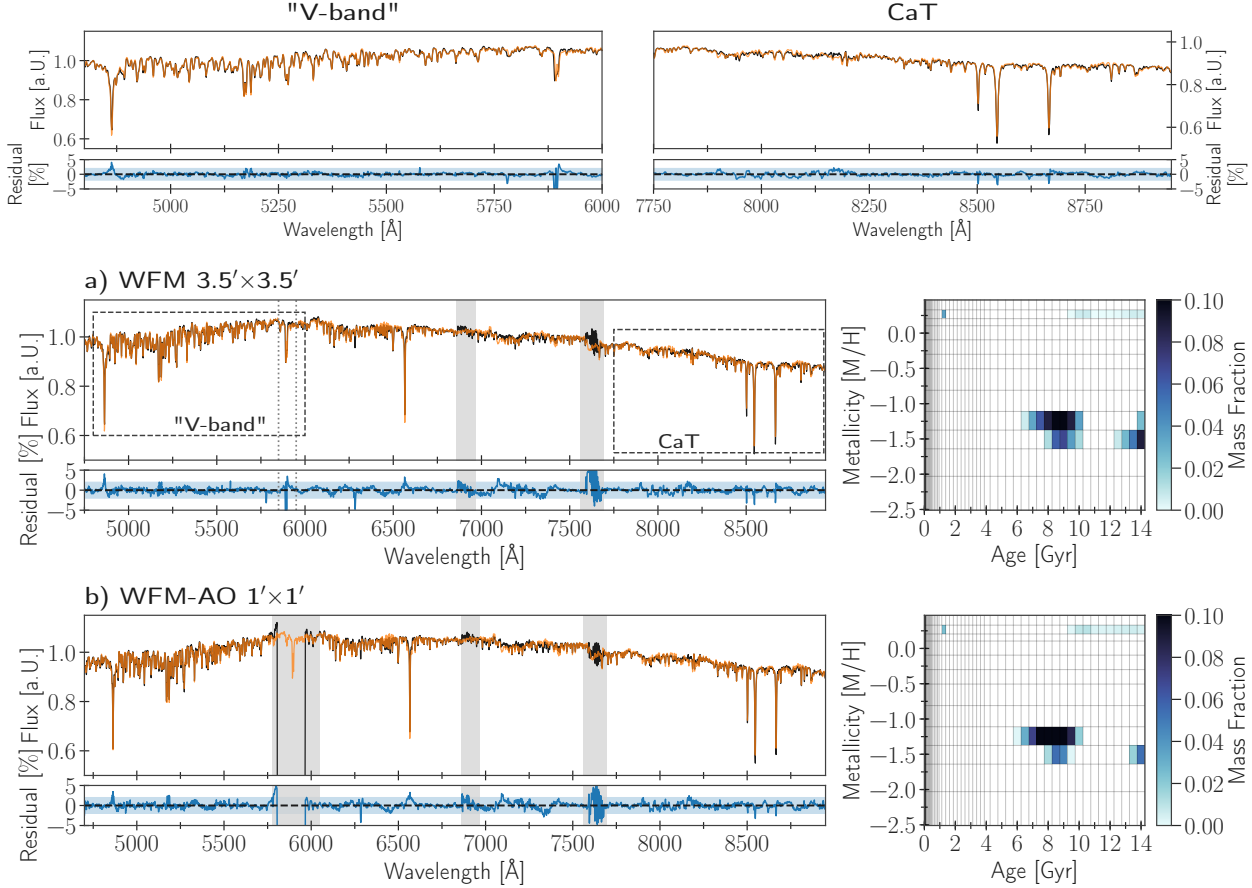 "V-band"
CaT
Flux [a.U.]
1.0
0.8
0.6
1.0
0.8
0.6
Flux [a.U.]
Residual [%]
5
0
−5
5
0
−5
Residual [%]
5000 5250 5500 5750 6000
7750 8000 8250 8500 8750
Wavelength [Å]
Wavelength [Å]
a) WFM 3.5′×3.5′
Flux [a.U.]
1.0
0.8
0.6
"V-band"
CaT
Residual [%]
5
0
−5
5000 5500 6000 6500 7000 7500 8000 8500
Wavelength [Å]
Metallicity [M/H]
0.0
−0.5
−1.0
−1.5
−2.0
−2.5
0 2 4 6 8 10 12 14
Age [Gyr]
0.10
0.08
0.06
0.04
0.02
0.00
Mass Fraction
b) WFM-AO 1′×1′
Flux [a.U.]
1.0
0.8
0.6
Residual [%]
5
0
−5
5000 5500 6000 6500 7000 7500 8000 8500
Wavelength [Å]
Metallicity [M/H]
0.0
−0.5
−1.0
−1.5
−2.0
−2.5
0 2 4 6 8 10 12 14
Age [Gyr]
0.10
0.08
0.06
0.04
0.02
0.00
Mass Fraction